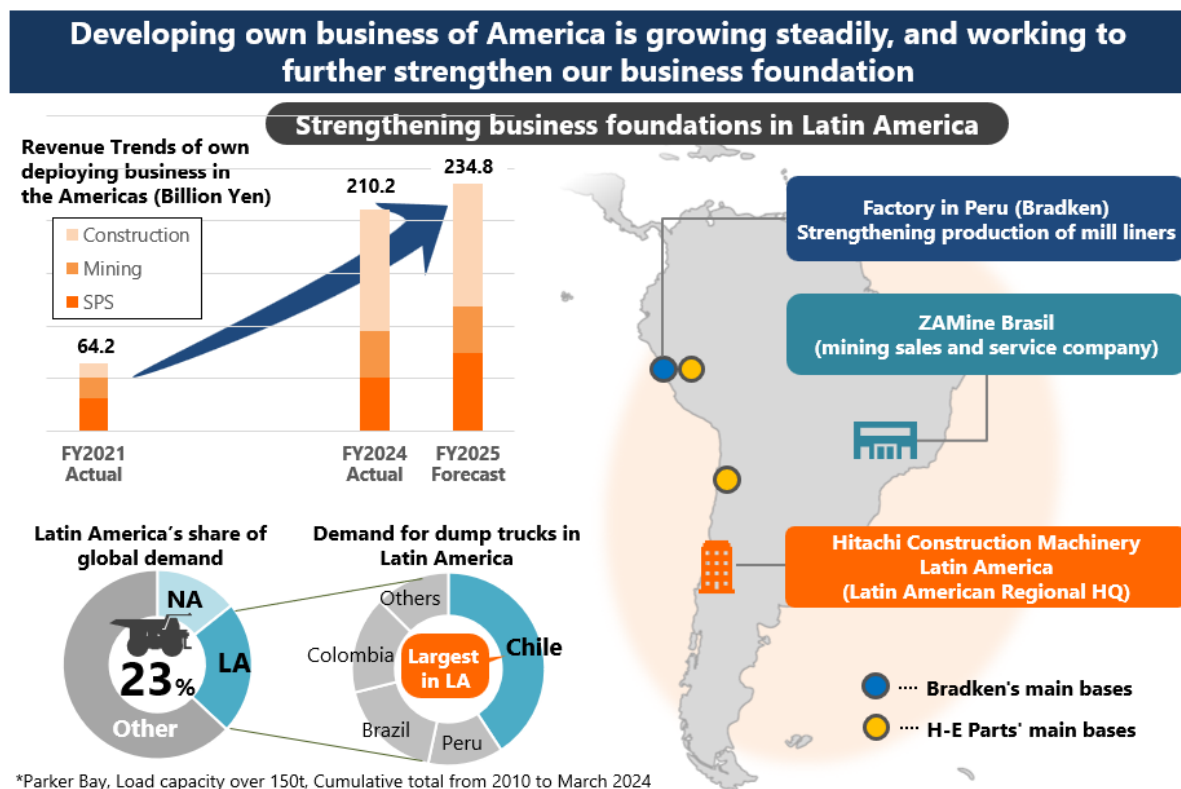 Developing own business of America is growing steadily, and working to
further strengthen our business foundation
Strengthening business foundations in Latin America
Revenue Trends of own
deploying business in
the Americas (Billion Yen)
Construction
Mining
SPS
64.2
210.2
234.8
FY2021
Actual
FY2024
Actual
FY2025
Forecast
Factory in Peru (Bradken)
Strengthening production of mill liners
ZAMine Brasil
(mining sales and service company)
Hitachi Construction Machinery
Latin America
(Latin American Regional HQ)
Bradken's main bases
H-E Parts' main bases
Latin America’s share of
global demand
NA
LA
23%
Other
Demand for dump trucks in
Latin America
Others
Chile
Colombia
Largest
in LA
Brazil
Peru
*Parker Bay, Load capacity over 150t, Cumulative total from 2010 to March 2024